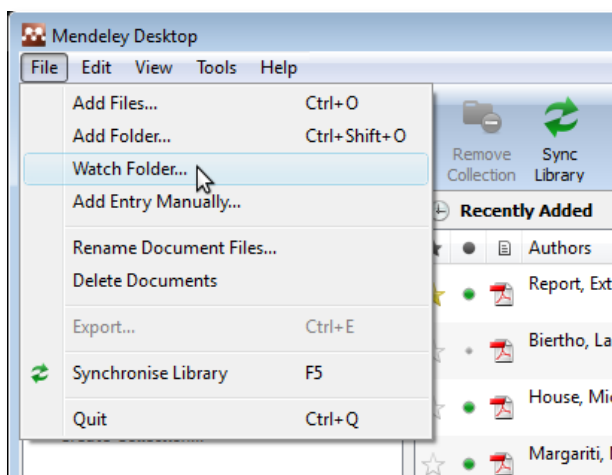 Mendeley Desktop
File Edit View Tools Help
Add Files... Ctrl+O
Add Folder... Ctrl+Shift+O
Watch Folder...
Add Entry Manually...
Rename Document Files...
Delete Documents
Export... Ctrl+E
Synchronise Library F5
Quit Ctrl+Q
Remove Collection
Sync Library
Recently Added
Authors
Report, Ext
Biertho, La
House, Mic
Margariti,